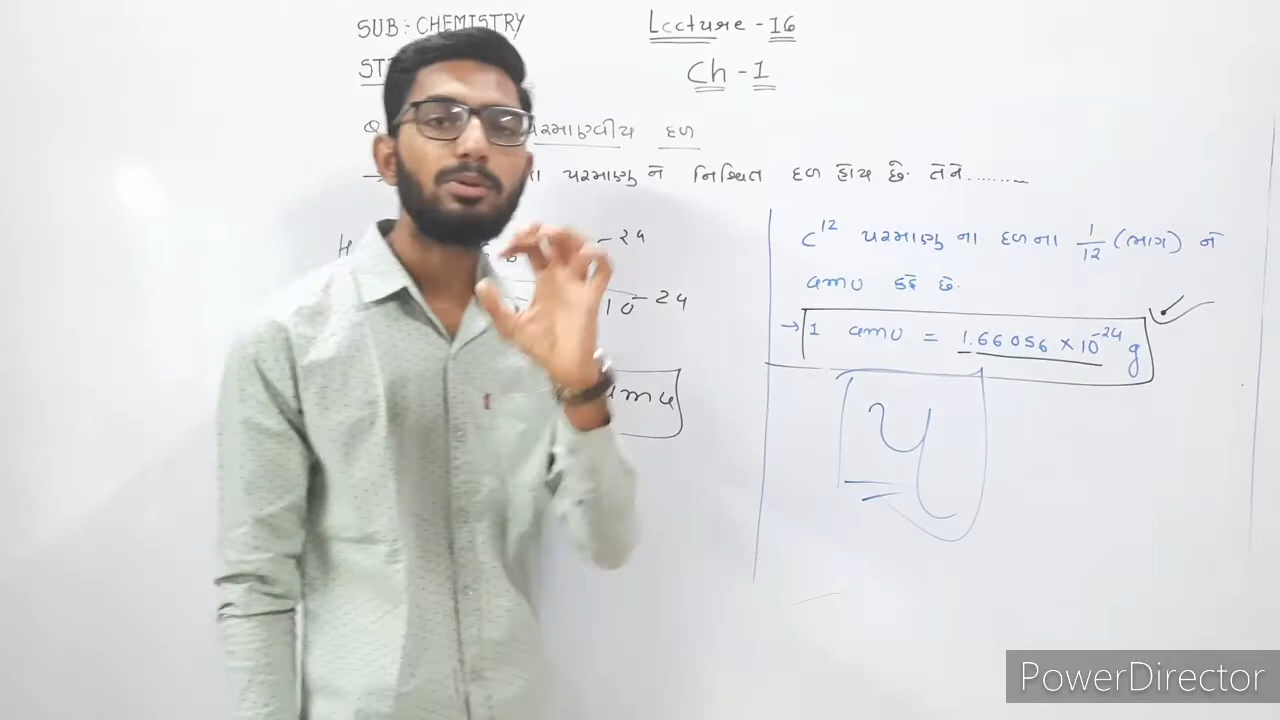 SUB:- CHEMISTRY
Lecture - 16
ST
Ch - 1
Q
પરમાણ્વીય દળ
→ ના પરમાણુ ને નિશ્ચિત દળ હોય છે. તેને.........
H
-24
10-24
amu
C12 પરમાણુ ના દળના 1/12 (ભાગ) ને
amu કહે છે.
→ 1 amu = 1.66056 × 10-24 g
u
PowerDirector